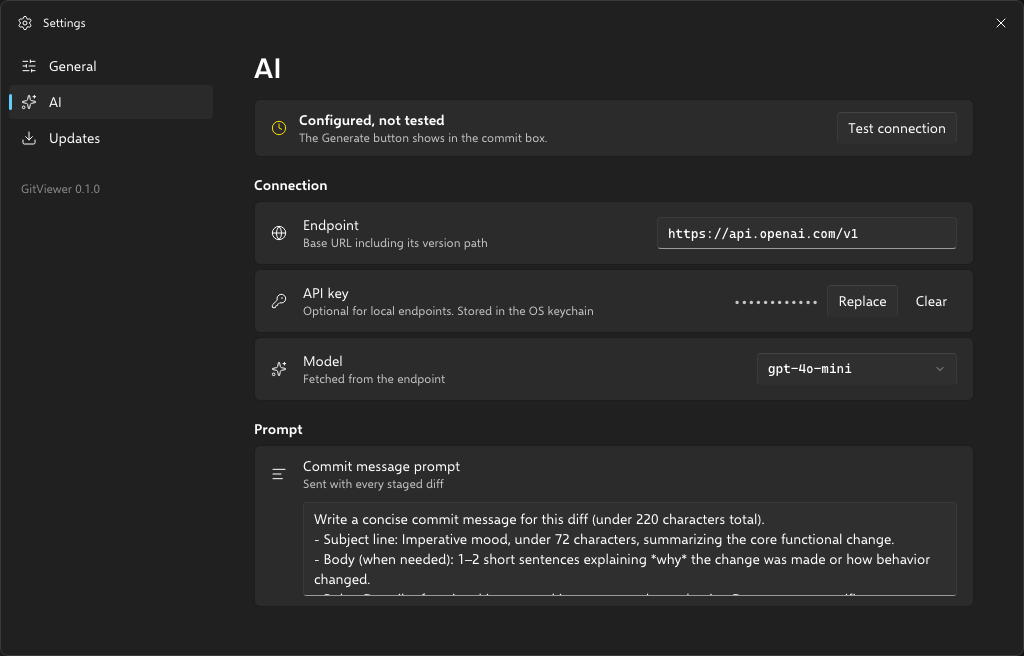 Settings
General
AI
Updates
GitViewer 0.1.0
AI
Configured, not tested
The Generate button shows in the commit box.
Test connection
Connection
Endpoint
Base URL including its version path
https://api.openai.com/v1
API key
Optional for local endpoints. Stored in the OS keychain
••••••••••••
Replace
Clear
Model
Fetched from the endpoint
gpt-4o-mini
Prompt
Commit message prompt
Sent with every staged diff
Write a concise commit message for this diff (under 220 characters total).
- Subject line: Imperative mood, under 72 characters, summarizing the core functional change.
- Body (when needed): 1–2 short sentences explaining *why* the change was made or how behavior
changed.